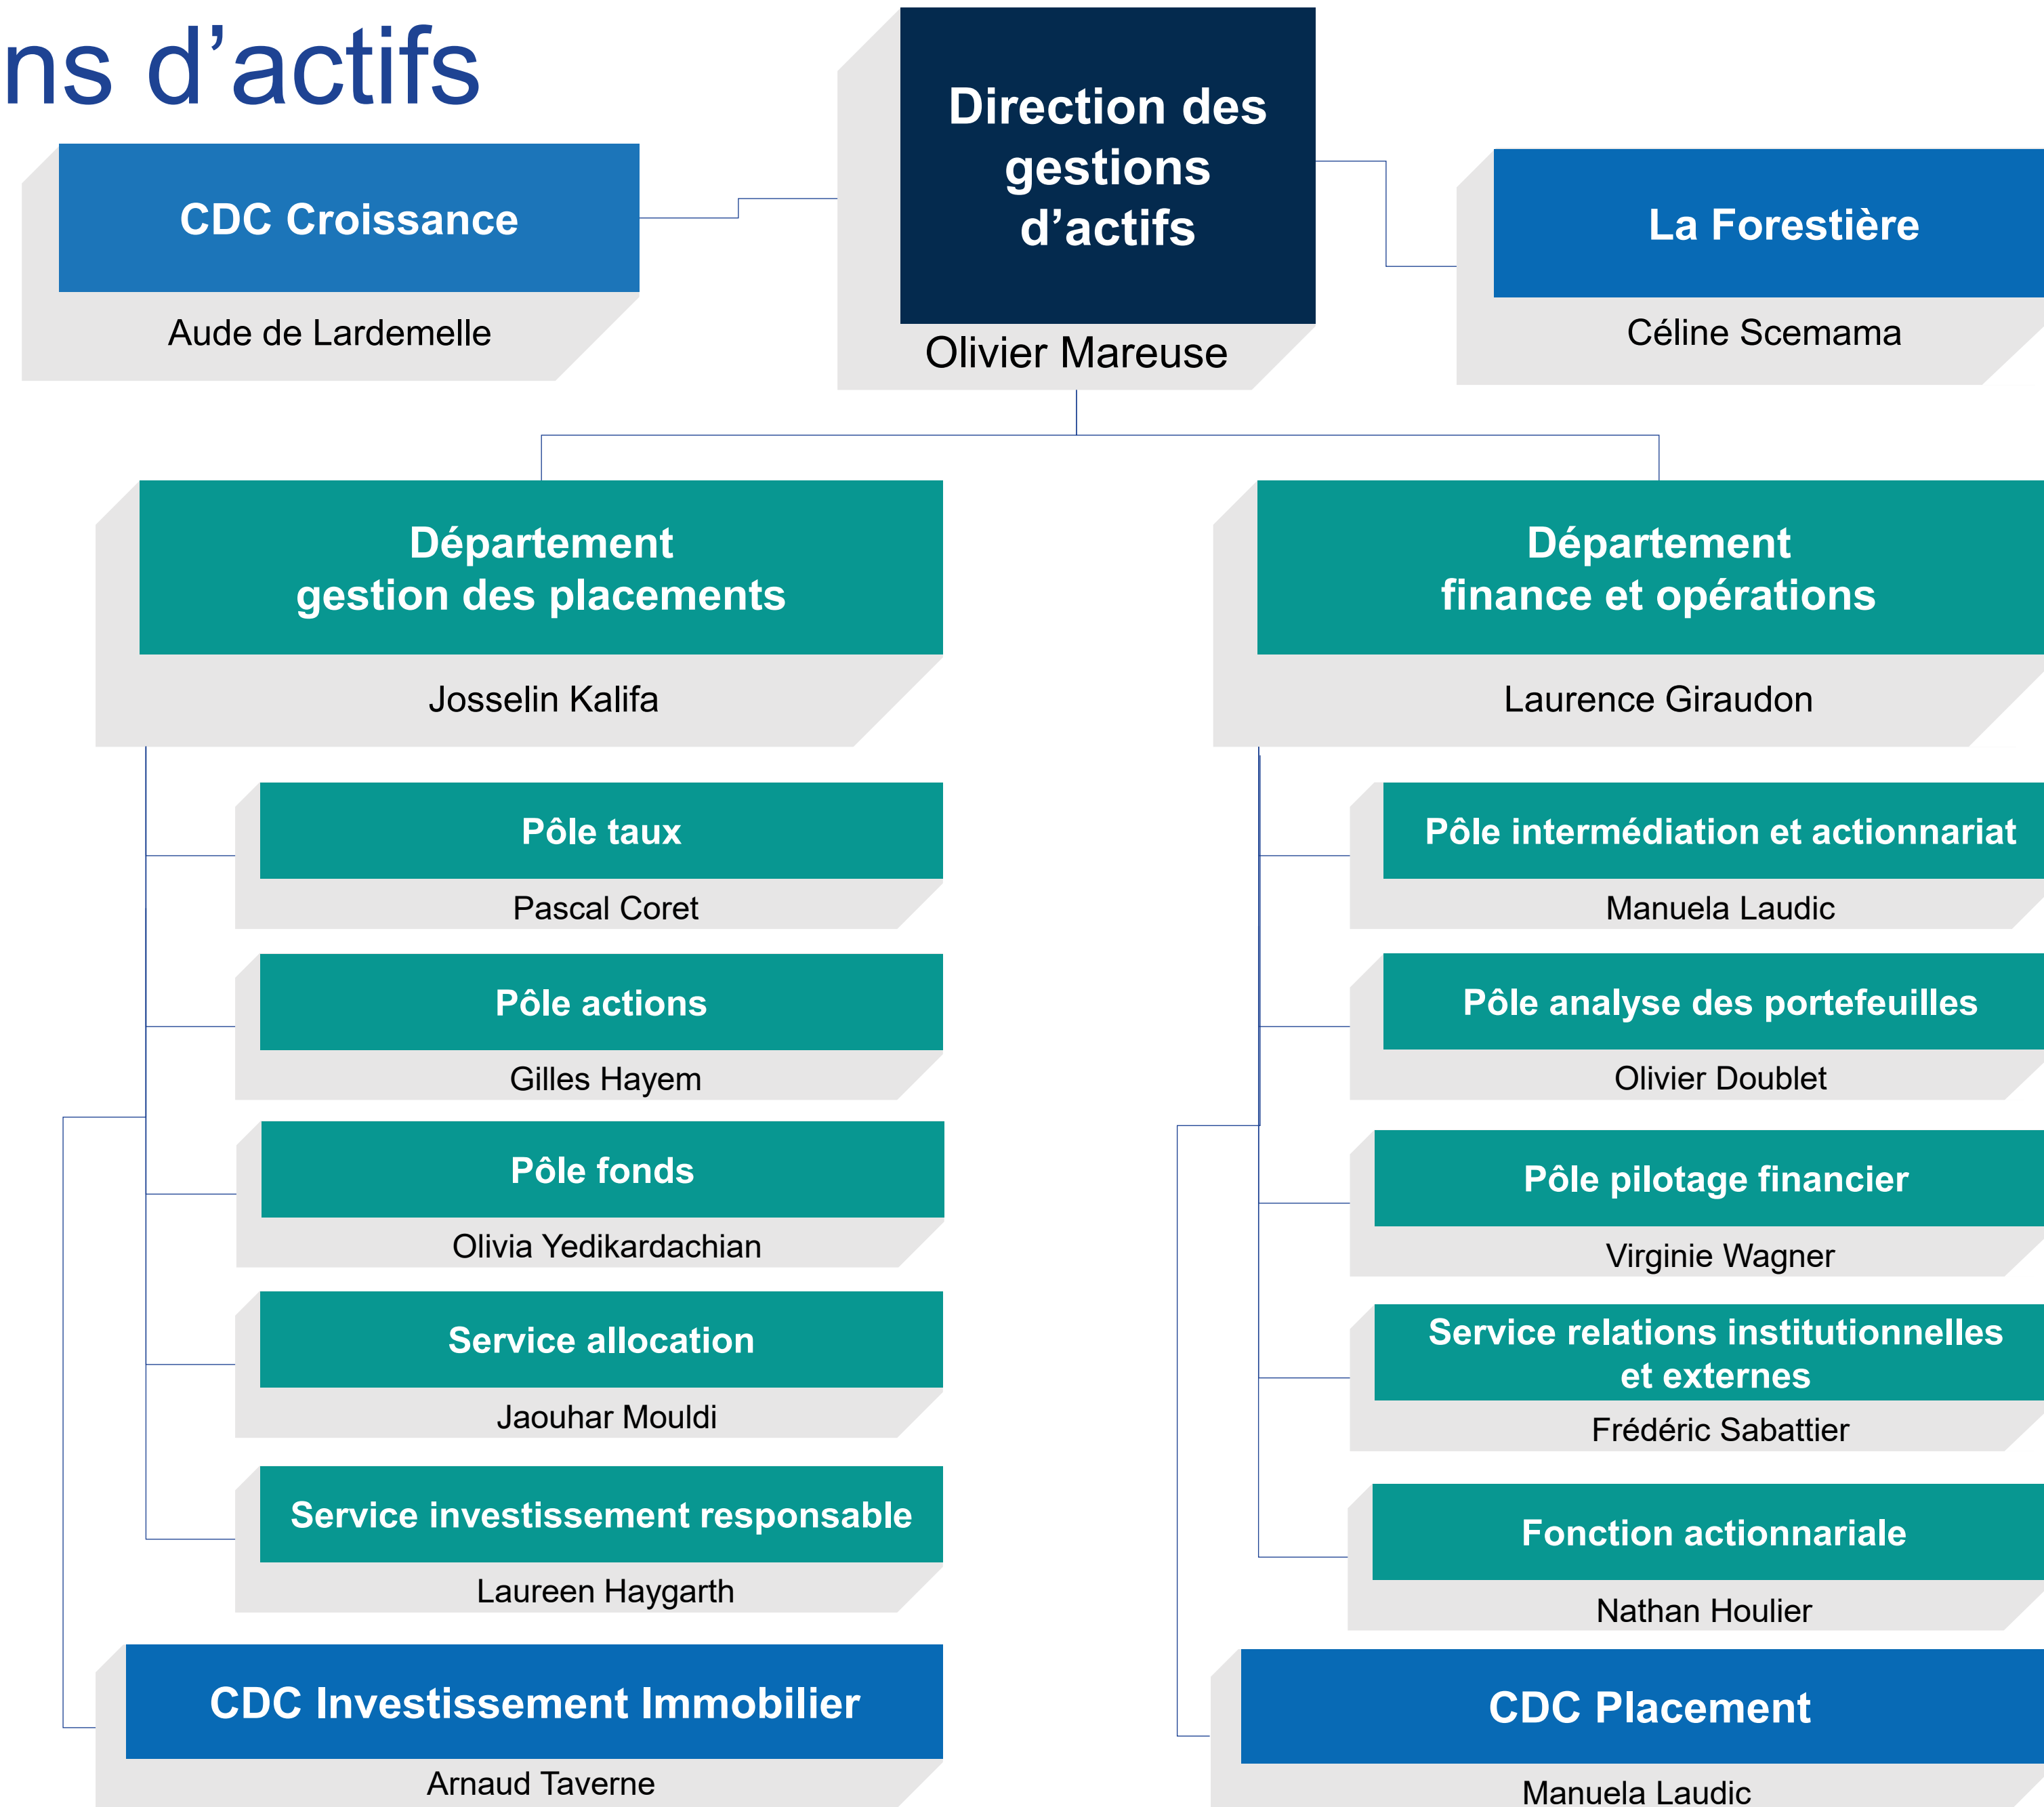 ns d’actifs
Direction des
gestions
d’actifs
Olivier Mareuse
CDC Croissance
Aude de Lardemelle
La Forestière
Céline Scemama
Département
gestion des placements
Josselin Kalifa
Pôle taux
Pascal Coret
Pôle actions
Gilles Hayem
Pôle fonds
Olivia Yedikardachian
Service allocation
Jaouhar Mouldi
Service investissement responsable
Laureen Haygarth
CDC Investissement Immobilier
Arnaud Taverne
Département
finance et opérations
Laurence Giraudon
Pôle intermédiation et actionnariat
Manuela Laudic
Pôle analyse des portefeuilles
Olivier Doublet
Pôle pilotage financier
Virginie Wagner
Service relations institutionnelles
et externes
Frédéric Sabattier
Fonction actionnariale
Nathan Houlier
CDC Placement
Manuela Laudic